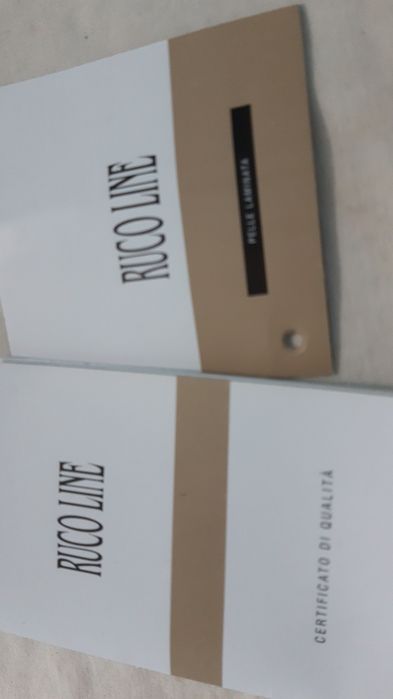 RUCO LINE
PELLE LAMINATA
RUCO LINE
CERTIFICATO DI QUALITÀ